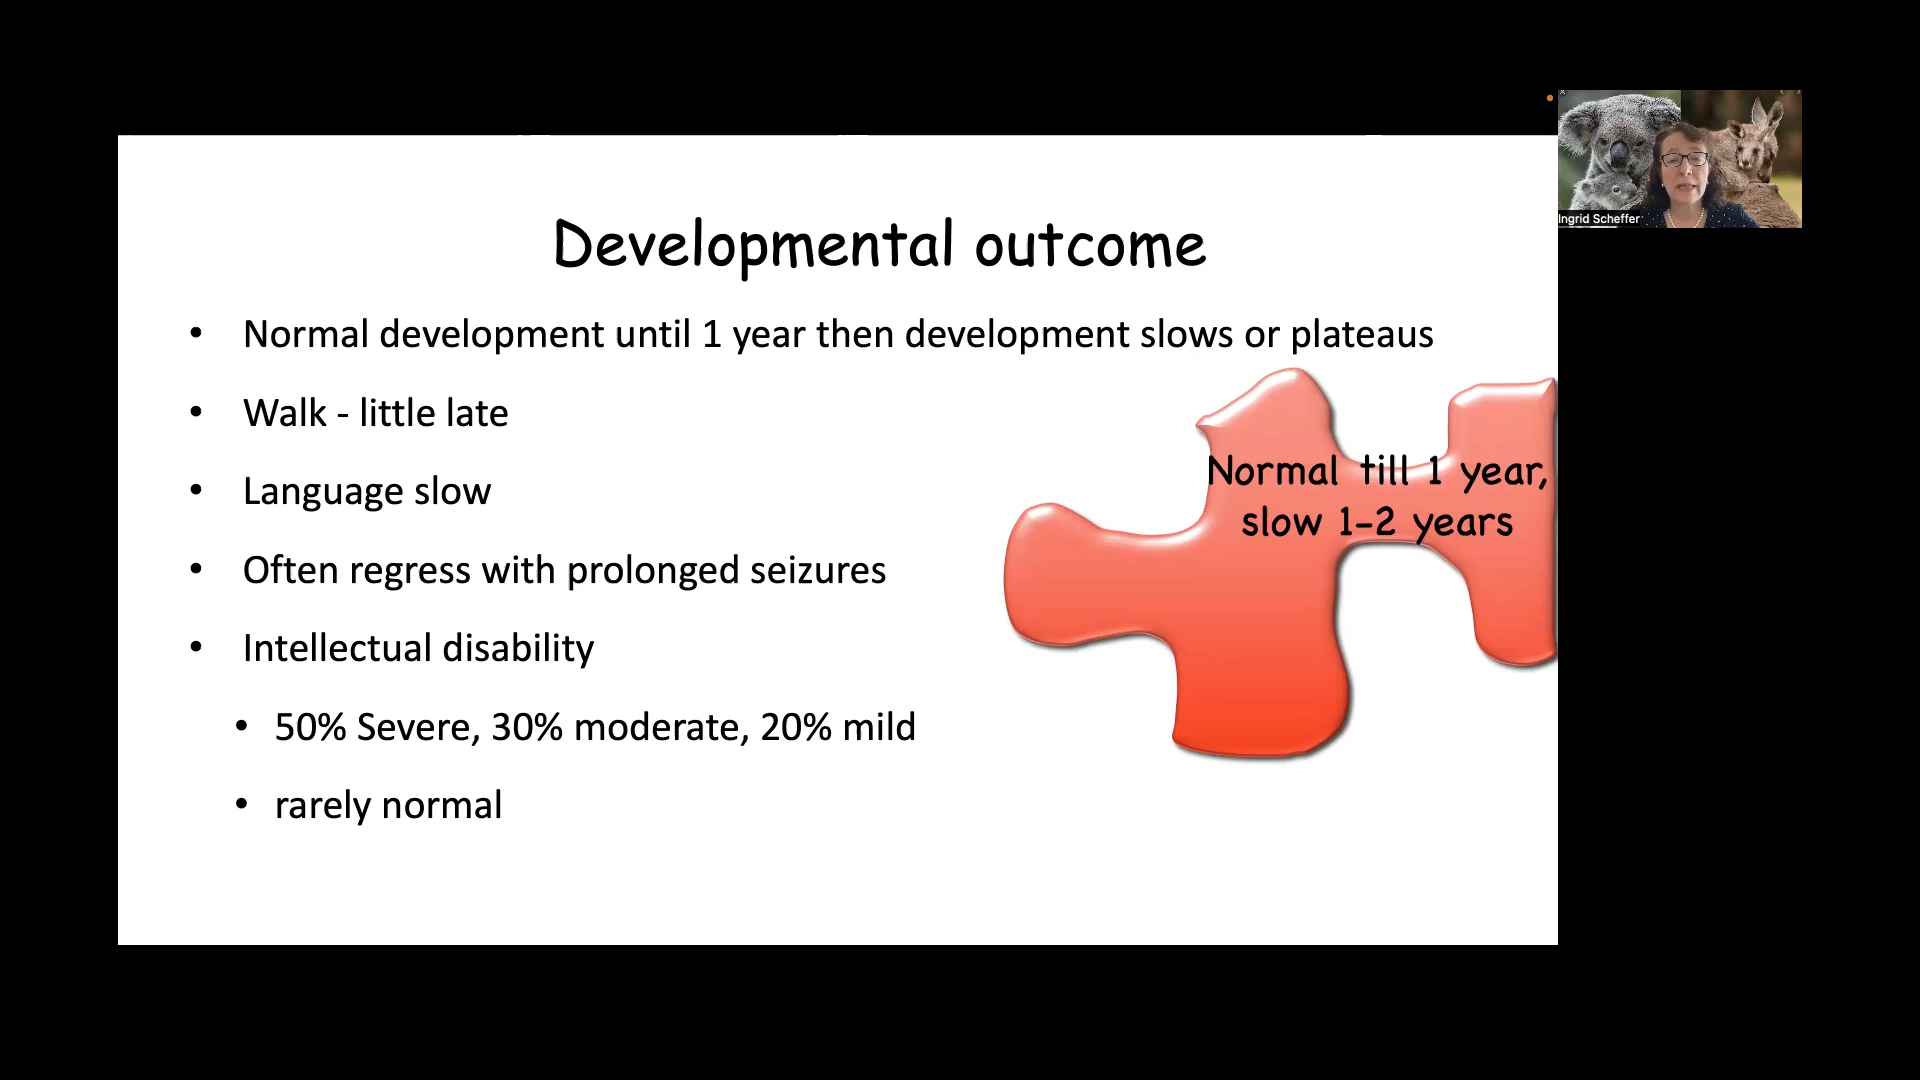 Ingrid Scheffer
Developmental outcome
• Normal development until 1 year then development slows or plateaus
• Walk - little late
• Language slow
• Often regress with prolonged seizures
• Intellectual disability
• 50% Severe, 30% moderate, 20% mild
• rarely normal
Normal till 1 year,
slow 1-2 years